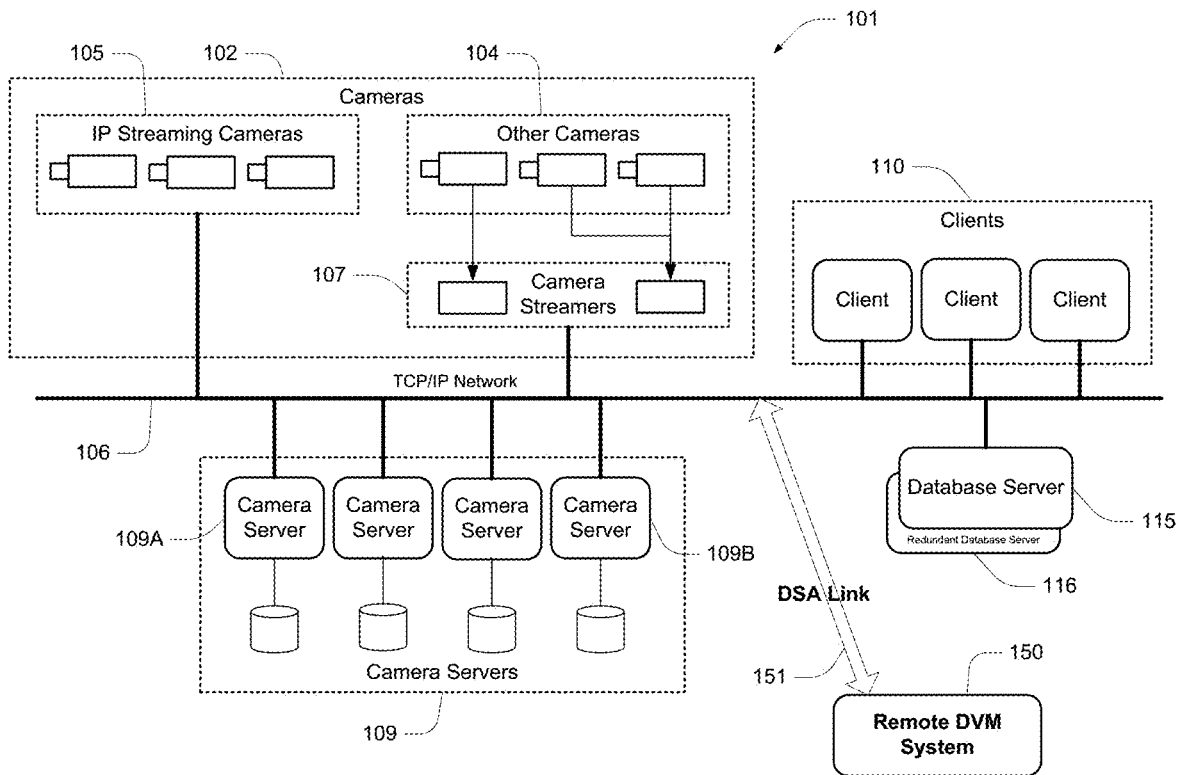 101
105
102
104
Cameras
IP Streaming Cameras
Other Cameras
110
Clients
107
Camera
Streamers
Client
Client
Client
TCP/IP Network
106
Camera
Server
Camera
Server
Camera
Server
Camera
Server
109A
109B
Database Server
115
Redundant Database Server
116
DSA Link
Camera Servers
109
151
150
Remote DVM
System